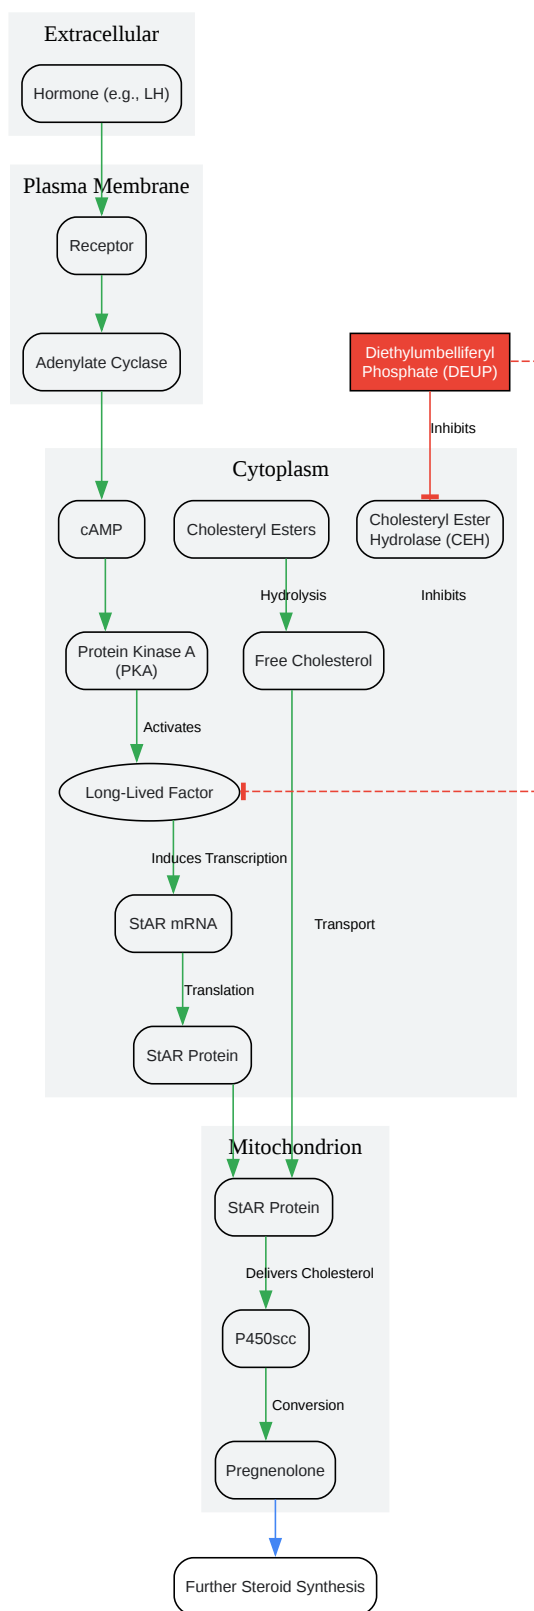 Extracellular
Hormone (e.g., LH)
Plasma Membrane
Receptor
Adenylate Cyclase
Diethylumbelliferyl
Phosphate (DEUP)
Inhibits
Cytoplasm
cAMP
Cholesteryl Esters
Cholesteryl Ester
Hydrolase (CEH)
Hydrolysis
Inhibits
Protein Kinase A
(PKA)
Free Cholesterol
Activates
Long-Lived Factor
Induces Transcription
StAR mRNA
Transport
Translation
StAR Protein
Mitochondrion
StAR Protein
Delivers Cholesterol
P450scc
Conversion
Pregnenolone
Further Steroid Synthesis